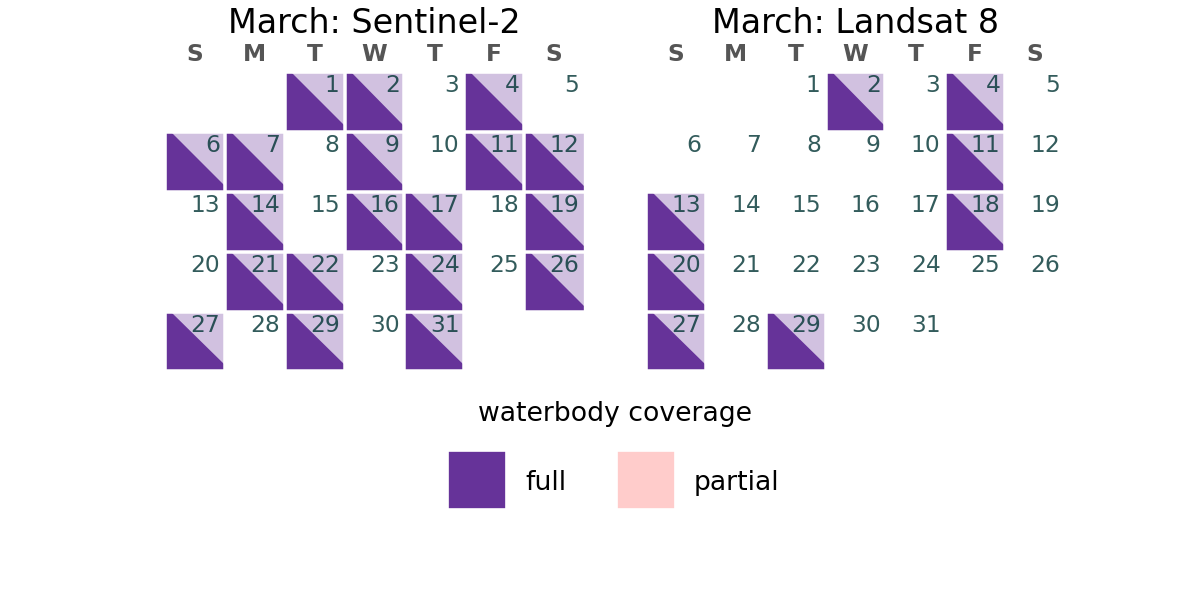 March: Sentinel-2
S M T W T F S
1 2 3 4 5
6 7 8 9 10 11 12
13 14 15 16 17 18 19
20 21 22 23 24 25 26
27 28 29 30 31
March: Landsat 8
S M T W T F S
1 2 3 4 5
6 7 8 9 10 11 12
13 14 15 16 17 18 19
20 21 22 23 24 25 26
27 28 29 30 31
waterbody coverage
full partial